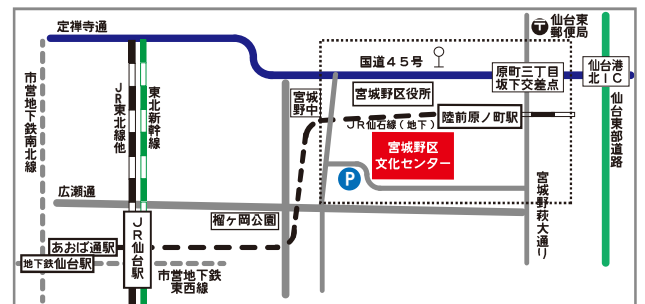 定禅寺通
仙台東
郵便局
国道45号
原町三丁目
坂下交差点
仙台港
北IC
市営地下鉄南北線
JR東北線他
東北新幹線
宮城
野中
宮城野区役所
陸前原ノ町駅
JR仙石線(地下)
宮城野区
文化センター
P
仙台東部道路
宮城野萩大通り
広瀬通
榴ヶ岡公園
JR仙台駅
あおば通駅
地下鉄仙台駅
市営地下鉄
東西線